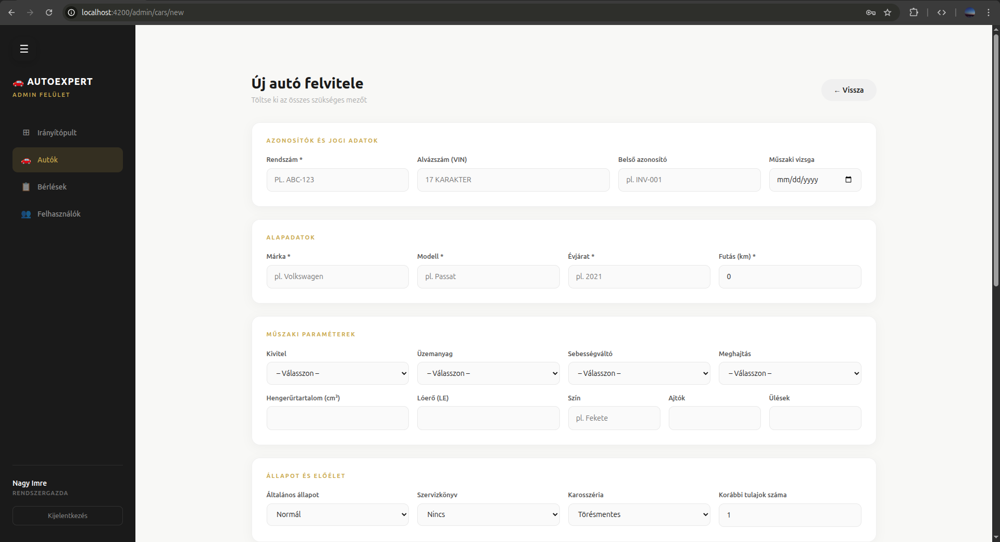 localhost:4200/admin/cars/new
AUTOEXPERT
ADMIN FELÜLET
Irányítópult
Autók
Bérlések
Felhasználók
Nagy Imre
RENDSZERGAZDA
Kijelentkezés
Új autó felvitele
Töltse ki az összes szükséges mezőt
← Vissza
AZONOSÍTÓK ÉS JOGI ADATOK
Rendszám * Alvázszám (VIN) Belső azonosító Műszaki vizsga
PL. ABC-123 17 KARAKTER pl. INV-001 mm/dd/yyyy
ALAPADATOK
Márka * Modell * Évjárat * Futás (km) *
pl. Volkswagen pl. Passat pl. 2021 0
MŰSZAKI PARAMÉTEREK
Kivitel Üzemanyag Sebességváltó Meghajtás
– Válasszon – – Válasszon – – Válasszon – – Válasszon –
Hengerűrtartalom (cm³) Lóerő (LE) Szín Ajtók Ülések
pl. Fekete
ÁLLAPOT ÉS ELŐÉLET
Általános állapot Szervizkönyv Karosszéria Korábbi tulajok száma
Normál Nincs Törésmentes 1